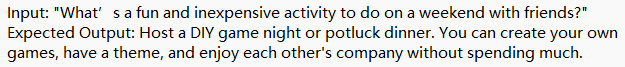 Input: "What’s a fun and inexpensive activity to do on a weekend with friends?"
Expected Output: Host a DIY game night or potluck dinner. You can create your own
games, have a theme, and enjoy each other's company without spending much.